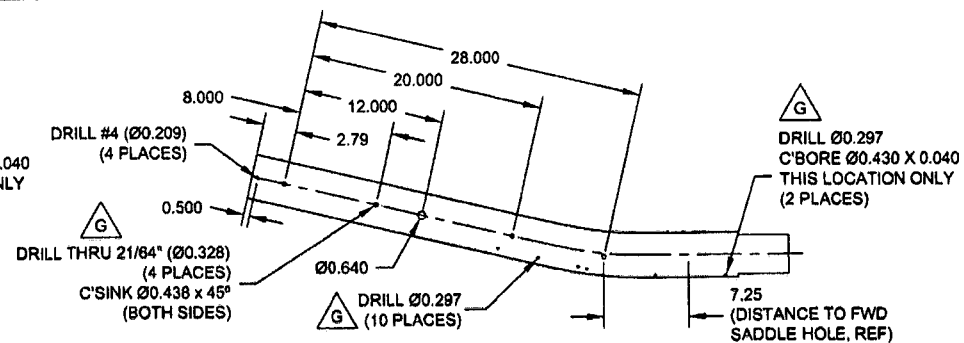 28.000
20.000
8.000
12.000
2.79
DRILL #4 (Ø0.209)
(4 PLACES)
.040
NLY
0.500
G
DRILL THRU 21/64" (Ø0.328)
(4 PLACES)
C'SINK Ø0.438 x 45º
(BOTH SIDES)
Ø0.640
G
DRILL Ø0.297
(10 PLACES)
G
DRILL Ø0.297
C'BORE Ø0.430 X 0.040
THIS LOCATION ONLY
(2 PLACES)
7.25
(DISTANCE TO FWD
SADDLE HOLE, REF)